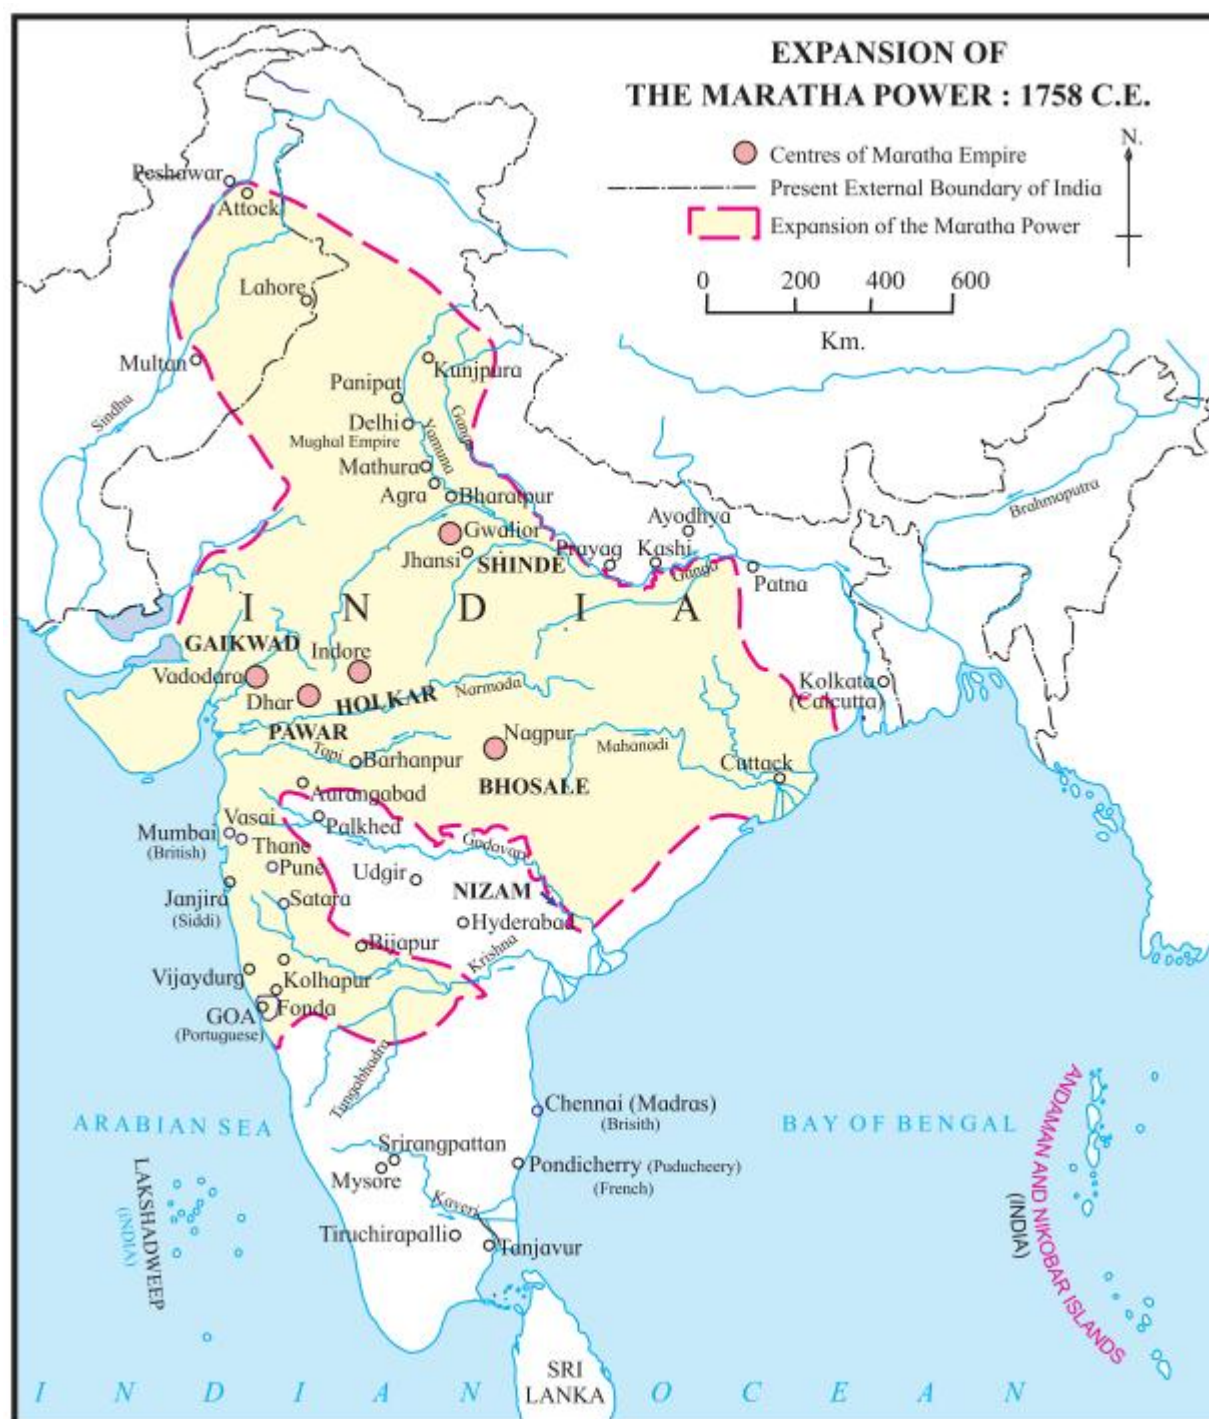 EXPANSION OF
THE MARATHA POWER : 1758 C.E.
N.
Centres of Maratha Empire
Present External Boundary of India
Expansion of the Maratha Power
0 200 400 600
Km.
Peshawar
Attock
Lahore
Multan
Sindhu
Kunjpura
Panipat
Delhi
Mughal Empire
Ganga
Yamuna
Mathura
Agra
Bharatpur
Gwalior
Jhansi
SHINDE
Ayodhya
Prayag
Kashi
Ganga
Patna
Brahmaputra
I N D I A
GAIKWAD
Indore
Vadodara
Dhar
HOLKAR
Narmada
PAWAR
Kolkata
(Calcutta)
Nagpur
Mahanadi
Tapi
Barhanpur
BHOSALE
Cuttack
Aurangabad
Vasai
Palkhed
Mumbai
(British)
Thane
Godavari
Pune
Udgir
NIZAM
Janjira
(Siddi)
Satara
Hyderabad
Bijapur
Krishna
Vijaydurg
Kolhapur
GOA
(Portuguese)
Fonda
Tungabhadra
Chennai (Madras)
(Brisith)
ARABIAN SEA
BAY OF BENGAL
Srirangpattan
Mysore
Pondicherry (Puducheery)
(French)
Kaveri
Tiruchirapalli
Tanjavur
LAKSHADWEEP
(INDIA)
ANDAMAN AND NIKOBAR ISLANDS
(INDIA)
SRI
LANKA
I N D I A N O C E A N